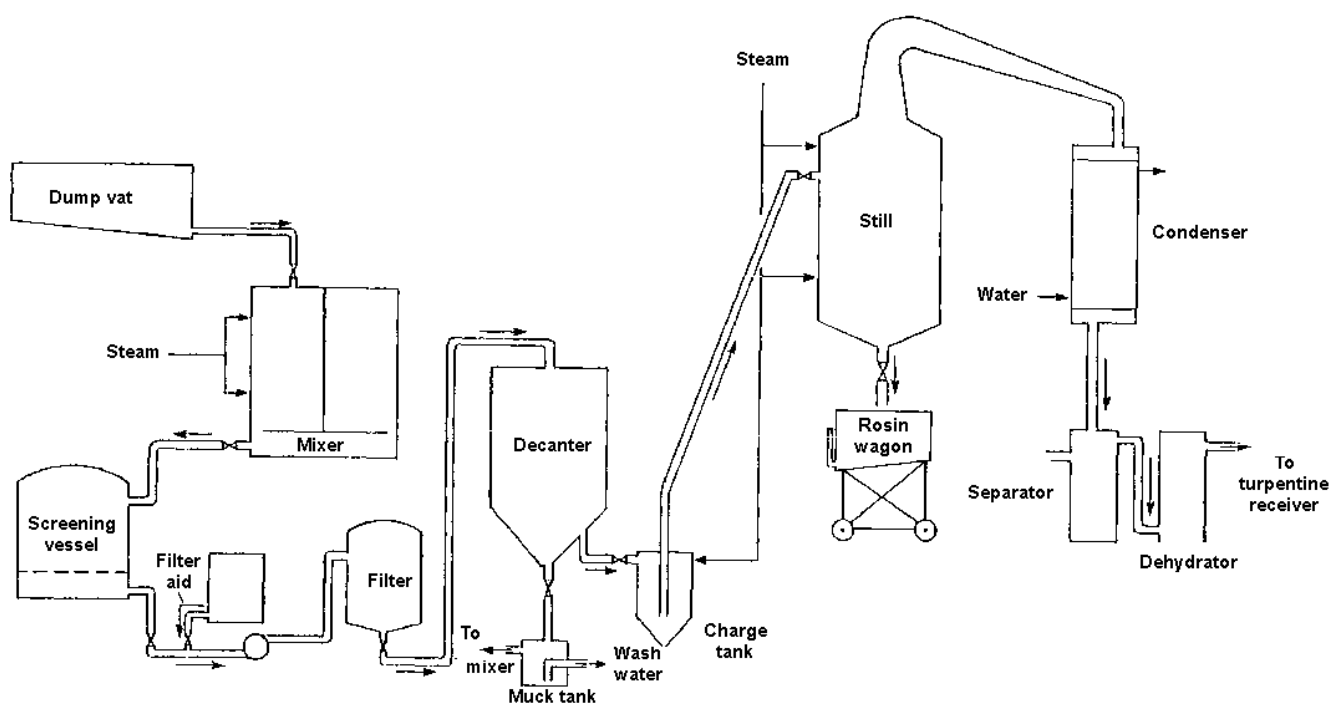 Steam
Dump vat
Still
Condenser
Water
Steam
Mixer
Decanter
Rosin
wagon
Screening
vessel
Filter
aid
Filter
Separator
To
turpentine
receiver
Dehydrator
To
mixer
Wash
water
Charge
tank
Muck tank